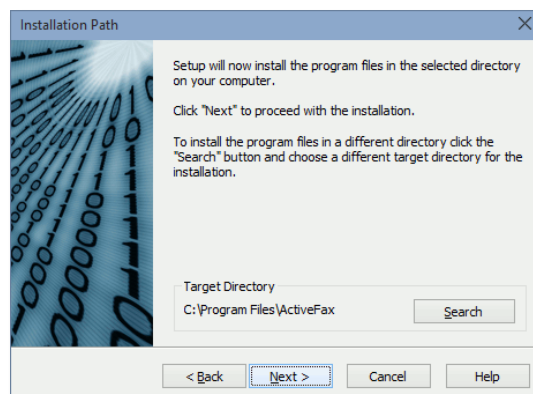 Installation Path
Setup will now install the program files in the selected directory
on your computer.
Click "Next" to proceed with the installation.
To install the program files in a different directory click the
"Search" button and choose a different target directory for the
installation.
Target Directory
C:\Program Files\ActiveFax
Search
< Back
Next >
Cancel
Help